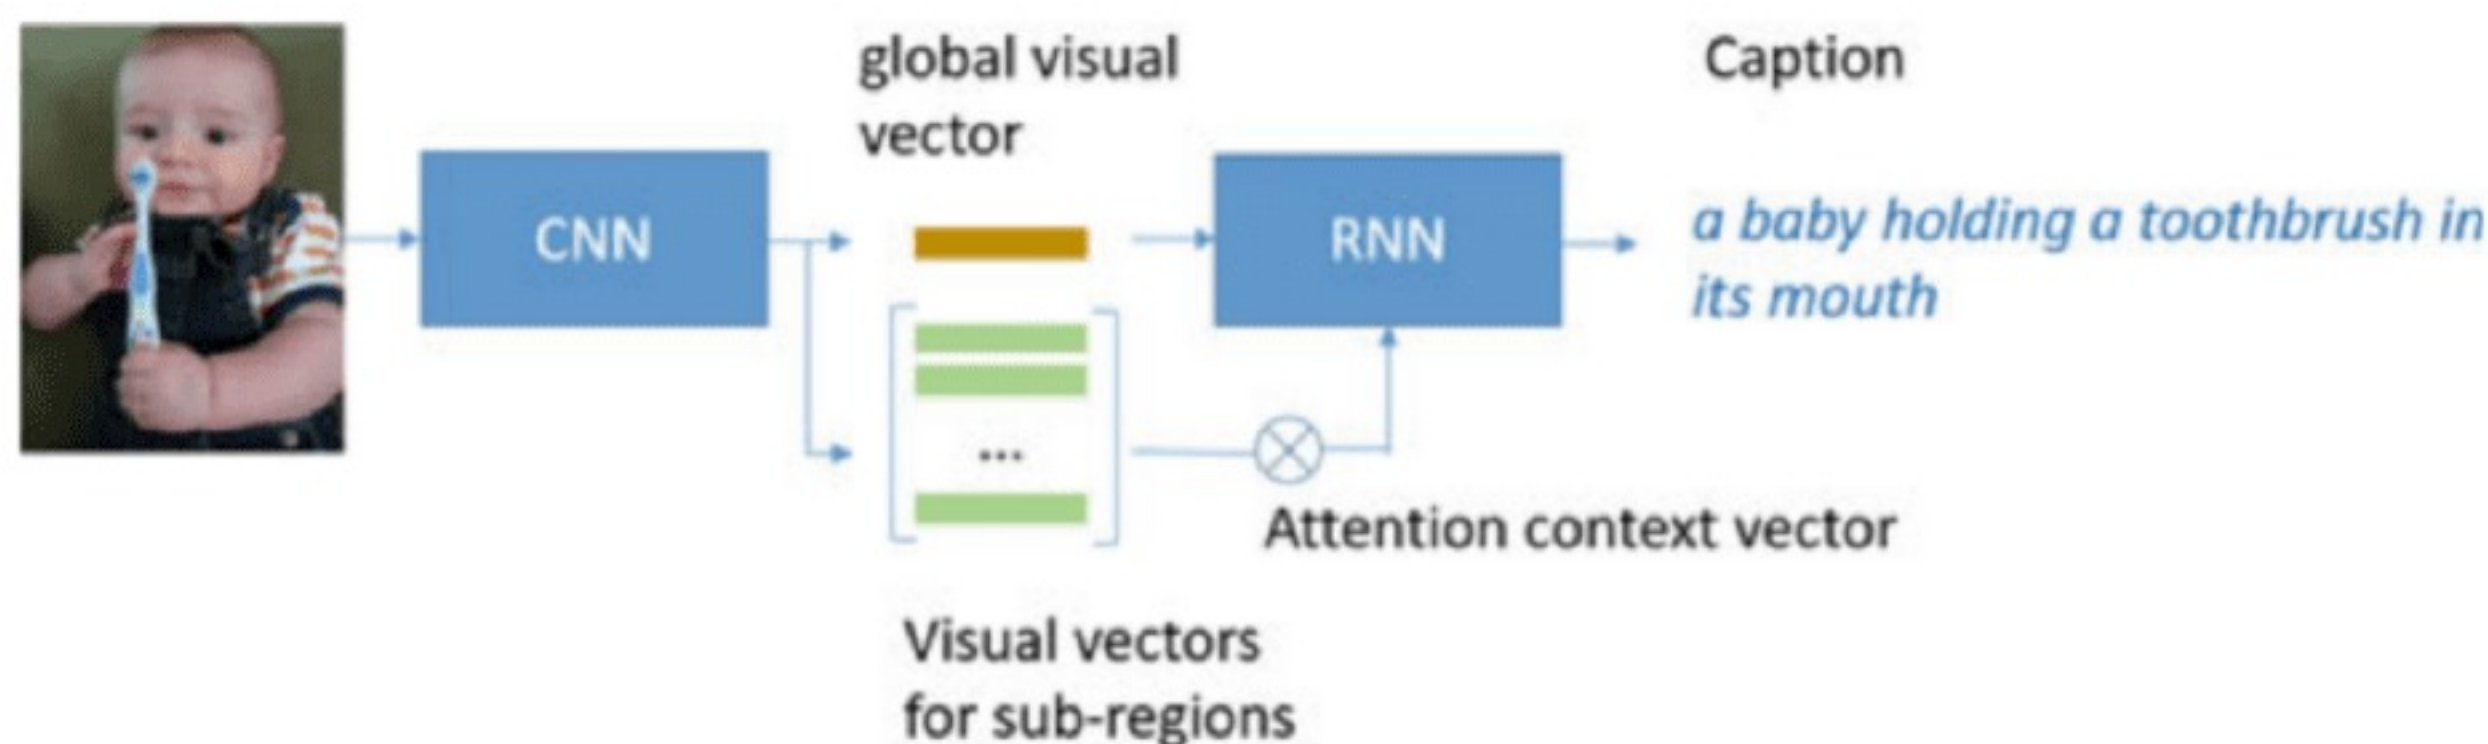 global visual
vector
Caption
CNN
RNN
a baby holding a toothbrush in
its mouth
...
Attention context vector
Visual vectors
for sub-regions